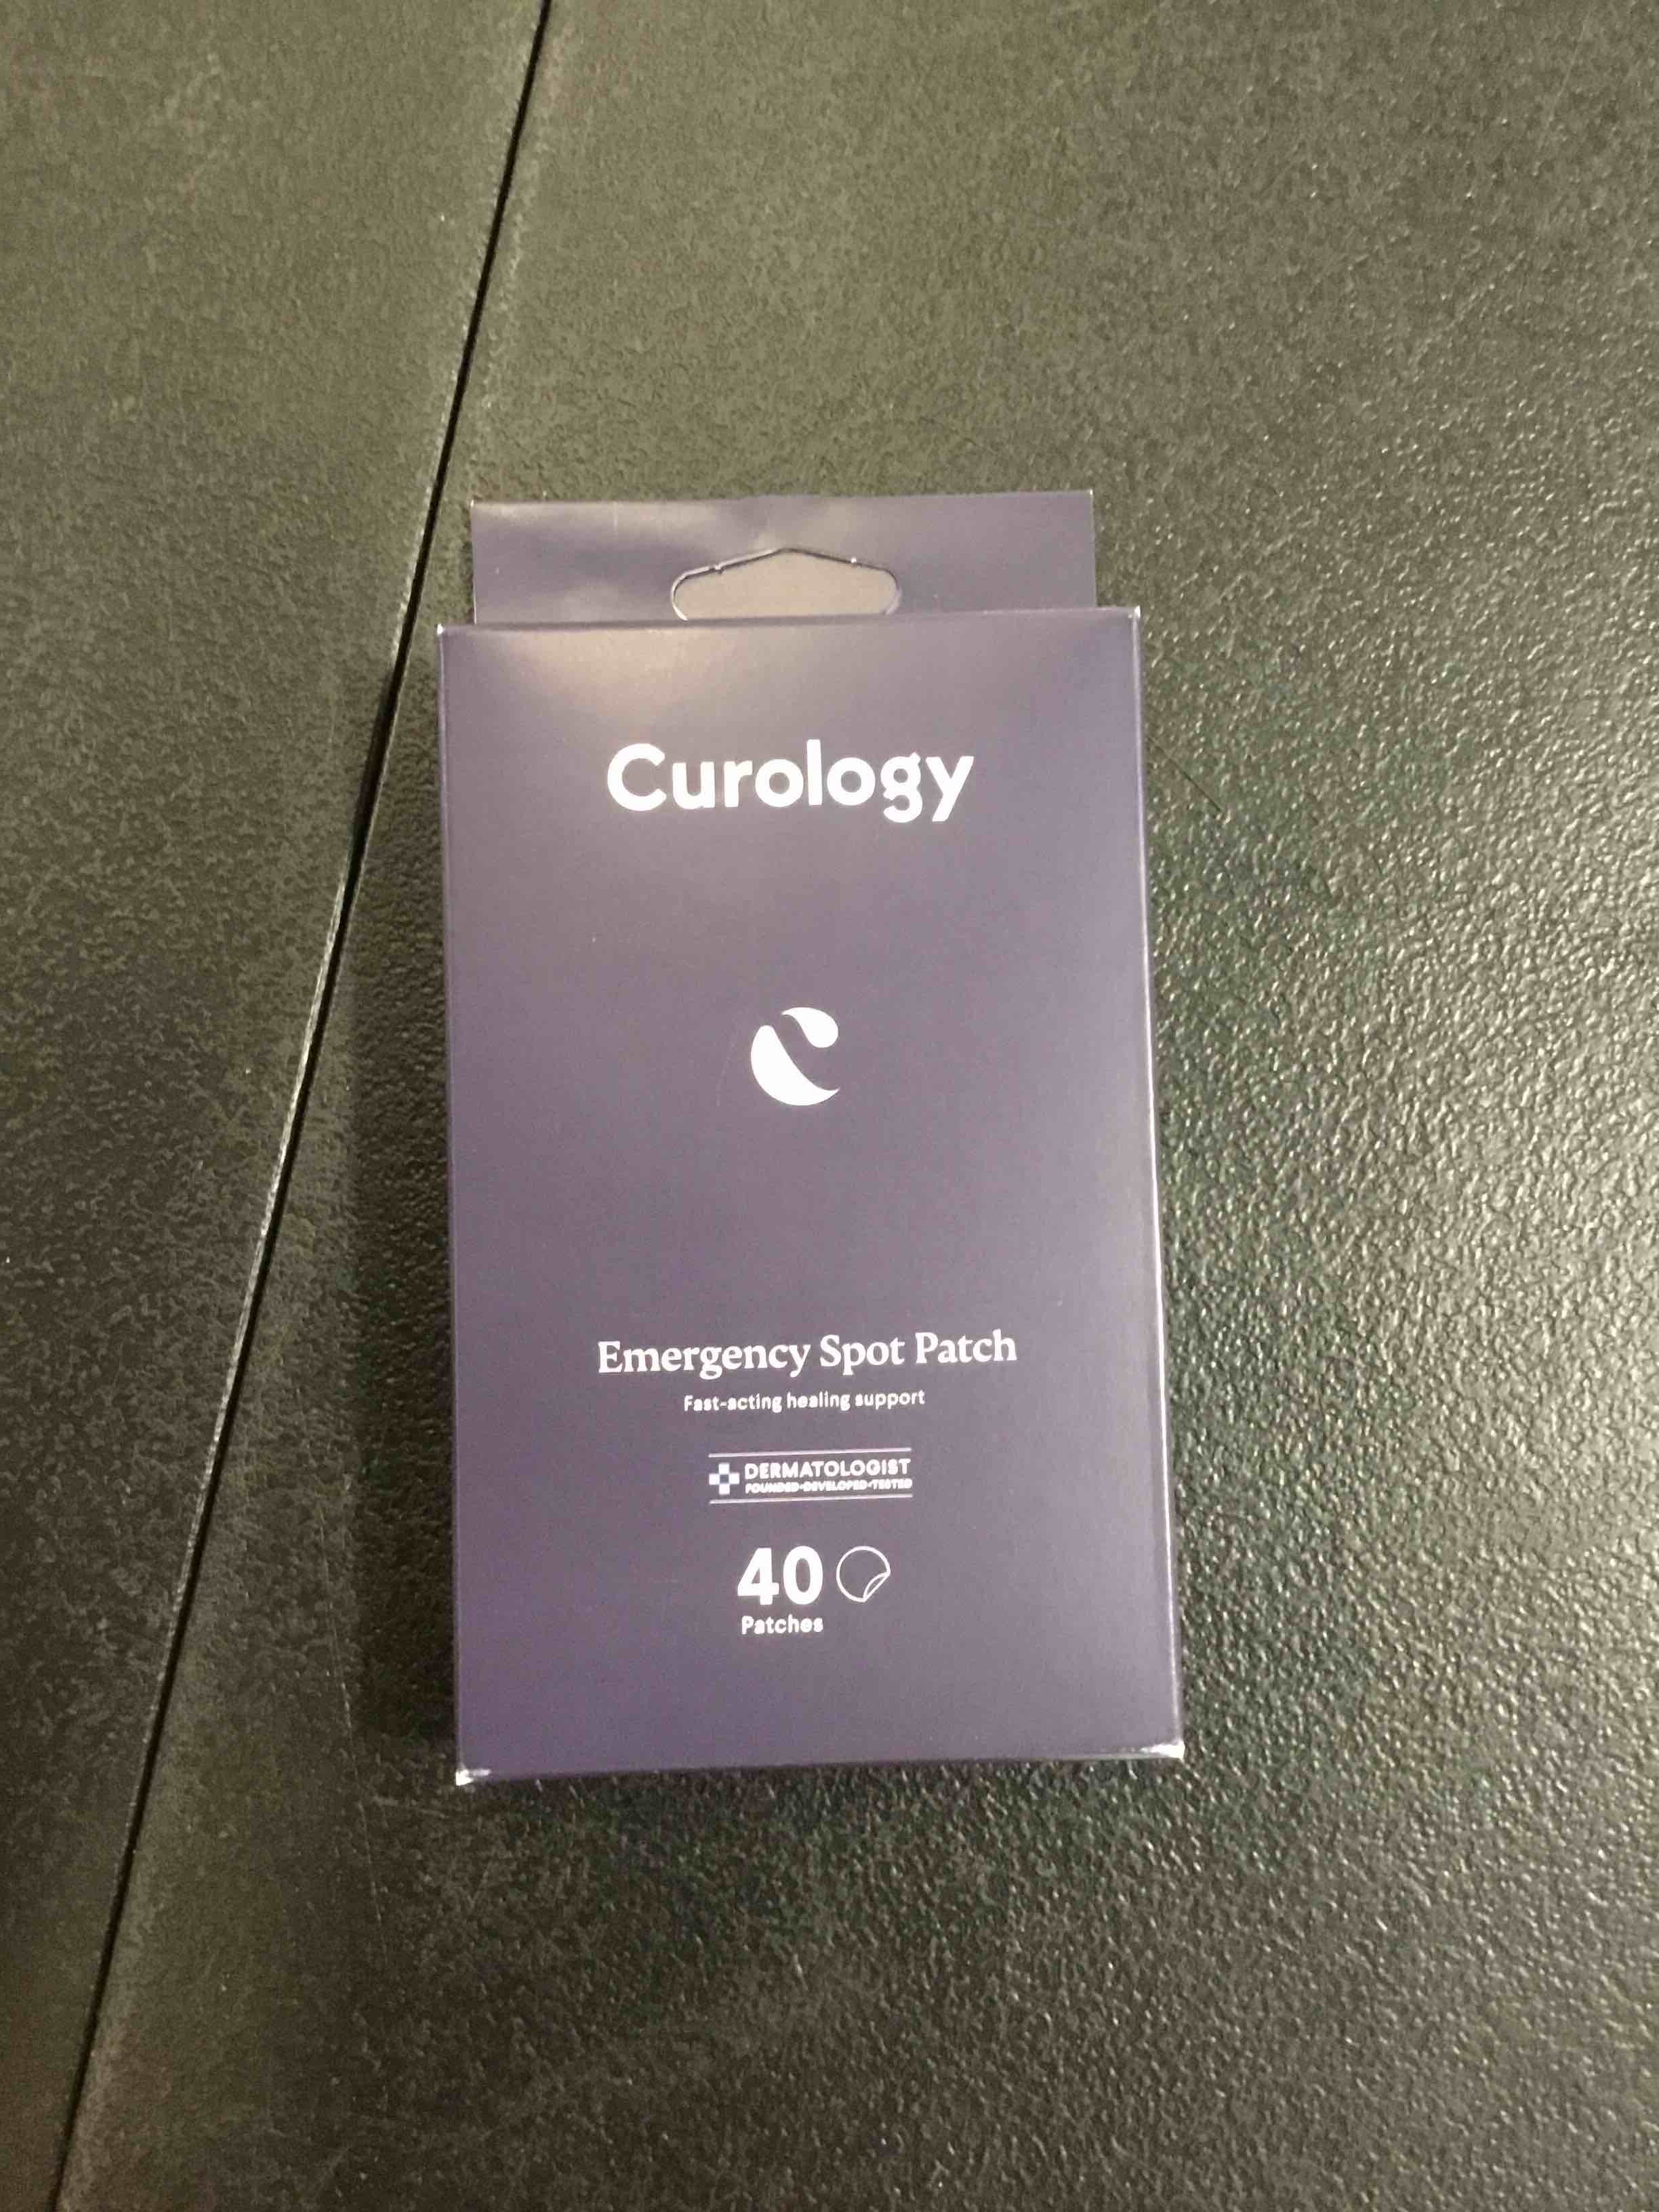 Curology
Emergency Spot Patch
Fast-acting healing support
DERMATOLOGIST
FOUNDED•DEVELOPED•TESTED
40
Patches